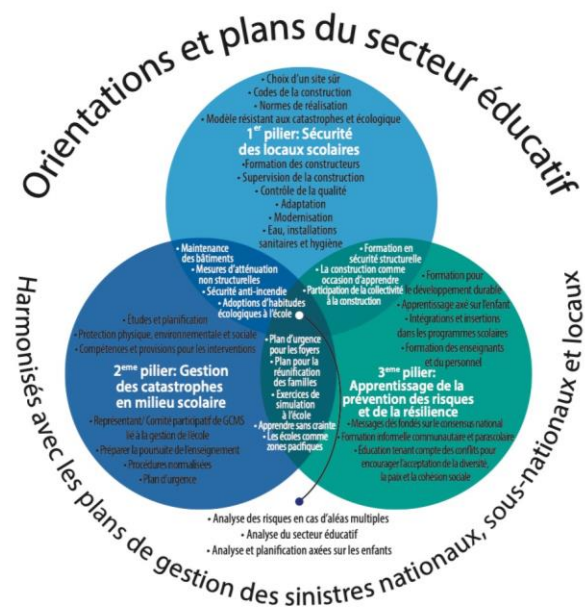 Orientations et plans du secteur éducatif
• Choix d'un site sûr
• Codes de la construction
• Normes de réalisation
• Modèle résistant aux catastrophes et écologique
1er pilier: Sécurité
des locaux scolaires
•Formation des constructeurs
• Supervision de la construction
• Contrôle de la qualité
• Adaptation
• Modernisation
• Eau, installations
sanitaires et hygiène
• Maintenance
des bâtiments
• Mesures d'atténuation
non structurelles
• Sécurité anti-incendie
• Adoptions d'habitudes
écologiques à l'école
• Formation en
sécurité structurelle
• La construction comme
occasion d'apprendre
• Participation de la collectivité
à la construction
• Études et planification
• Protection physique, environnementale et sociale
• Compétences et provisions pour les interventions
2eme pilier: Gestion
des catastrophes
en milieu scolaire
• Représentant/ Comité participatif de GCMS
lié à la gestion de l'école
• Préparer la poursuite de l'enseignement
• Procédures normalisées
• Plan d'urgence
• Plan d'urgence
pour les foyers
• Plan pour la
réunification
des familles
• Exercices de
simulation à
l'école
• Apprendre sans crainte
• Les écoles comme
zones pacifiques
• Formation pour
le développement durable
• Apprentissage axé sur l'enfant
• Intégrations et insertions
dans les programmes scolaires
• Formation des enseignants
et du personnel
3eme pilier:
Apprentissage de la
prévention des risques
et de la résilience
• Messages des fondes sur le consensus national
• Formation informelle communautaire et parascolaire
• Éducation tenant compte des conflits pour
encourager l'acceptation de la diversité,
la paix et la cohésion sociale
• Analyse des risques en cas d'aléas multiples
• Analyse du secteur éducatif
• Analyse et planification axées sur les enfants
Harmonisés avec les plans de gestion des sinistres nationaux, sous-nationaux et locaux